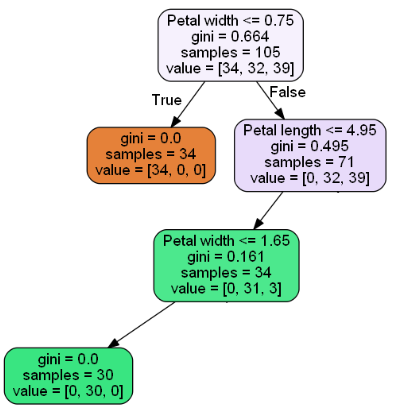 Petal width <= 0.75
gini = 0.664
samples = 105
value = [34, 32, 39]
True
False
gini = 0.0
samples = 34
value = [34, 0, 0]
Petal length <= 4.95
gini = 0.495
samples = 71
value = [0, 32, 39]
Petal width <= 1.65
gini = 0.161
samples = 34
value = [0, 31, 3]
gini = 0.0
samples = 30
value = [0, 30, 0]